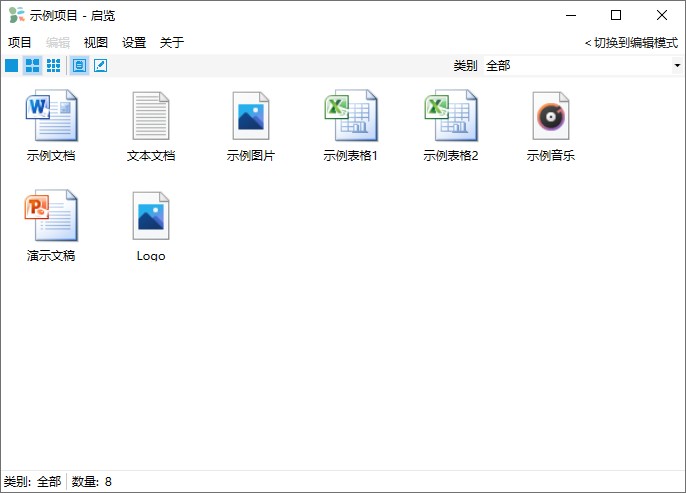 示例项目 - 启览
项目 编辑 视图 设置 关于 < 切换到编辑模式
类别 全部
示例文档 文本文档 示例图片 示例表格1 示例表格2 示例音乐
演示文稿 Logo
类别: 全部 数量: 8